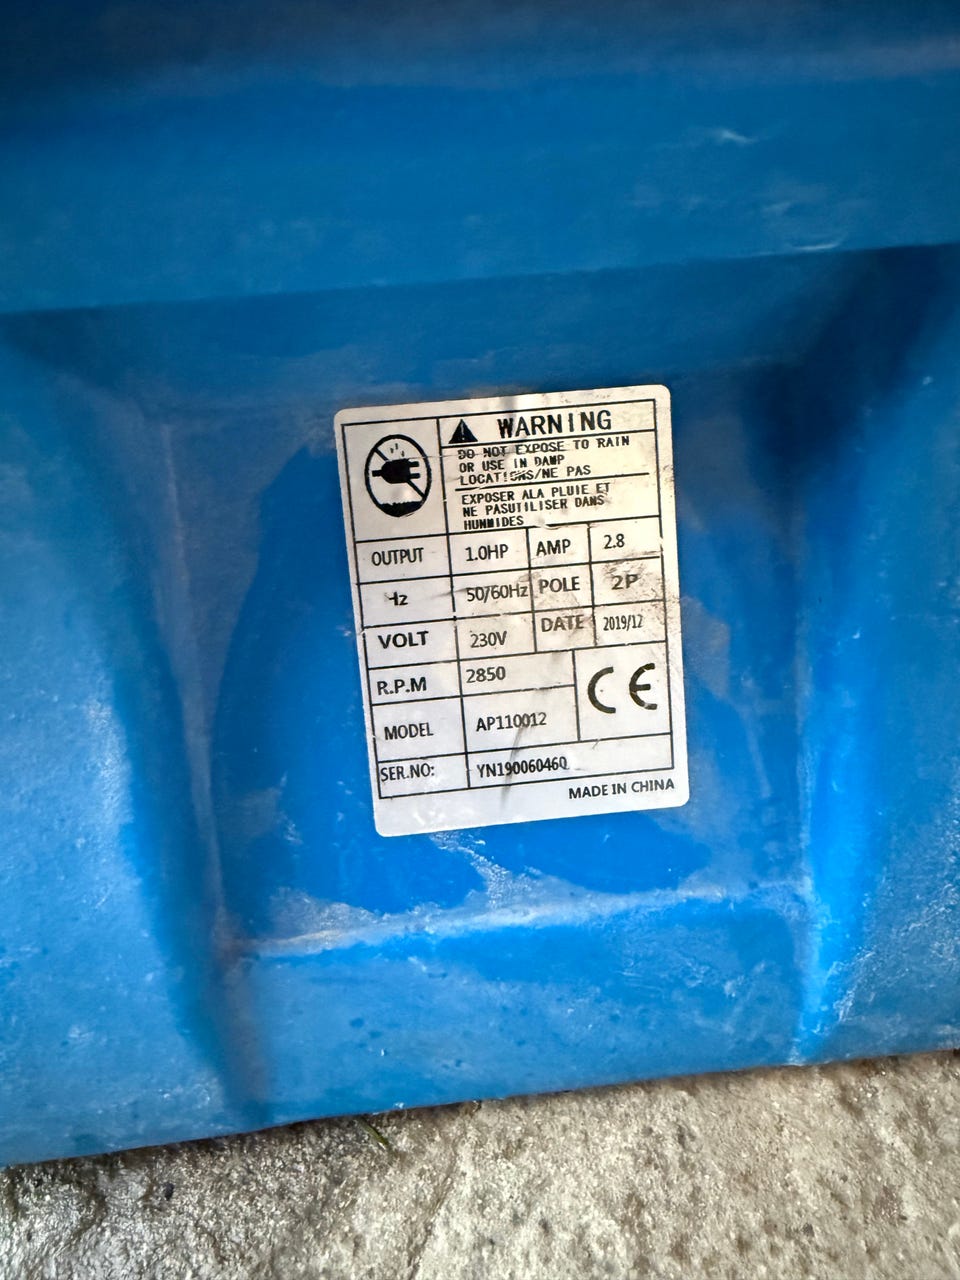 WARNING
DO NOT EXPOSE TO RAIN
OR USE IN DAMP
LOCATIONS/NE PAS
EXPOSER ALA PLUIE ET
NE PASUTILISER DANS
HUNMIDES
OUTPUT 1.0HP AMP 2.8
Hz 50/60Hz POLE 2P
VOLT 230V DATE 2019/12
R.P.M 2850
CE
MODEL AP110012
SER.NO: YN190060460
MADE IN CHINA